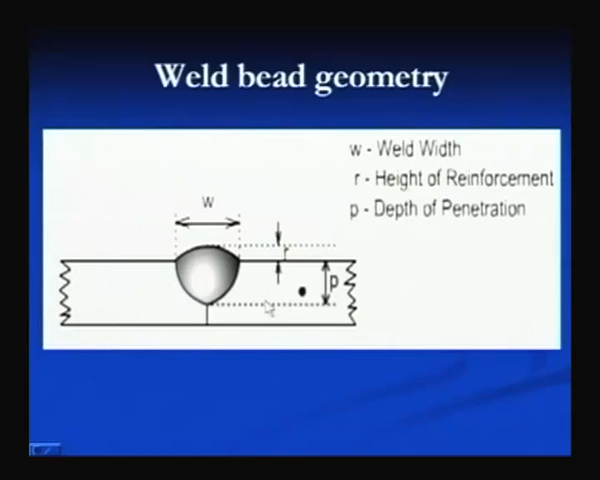 Weld bead geometry
w - Weld Width
r - Height of Reinforcement
p - Depth of Penetration
w
r
p